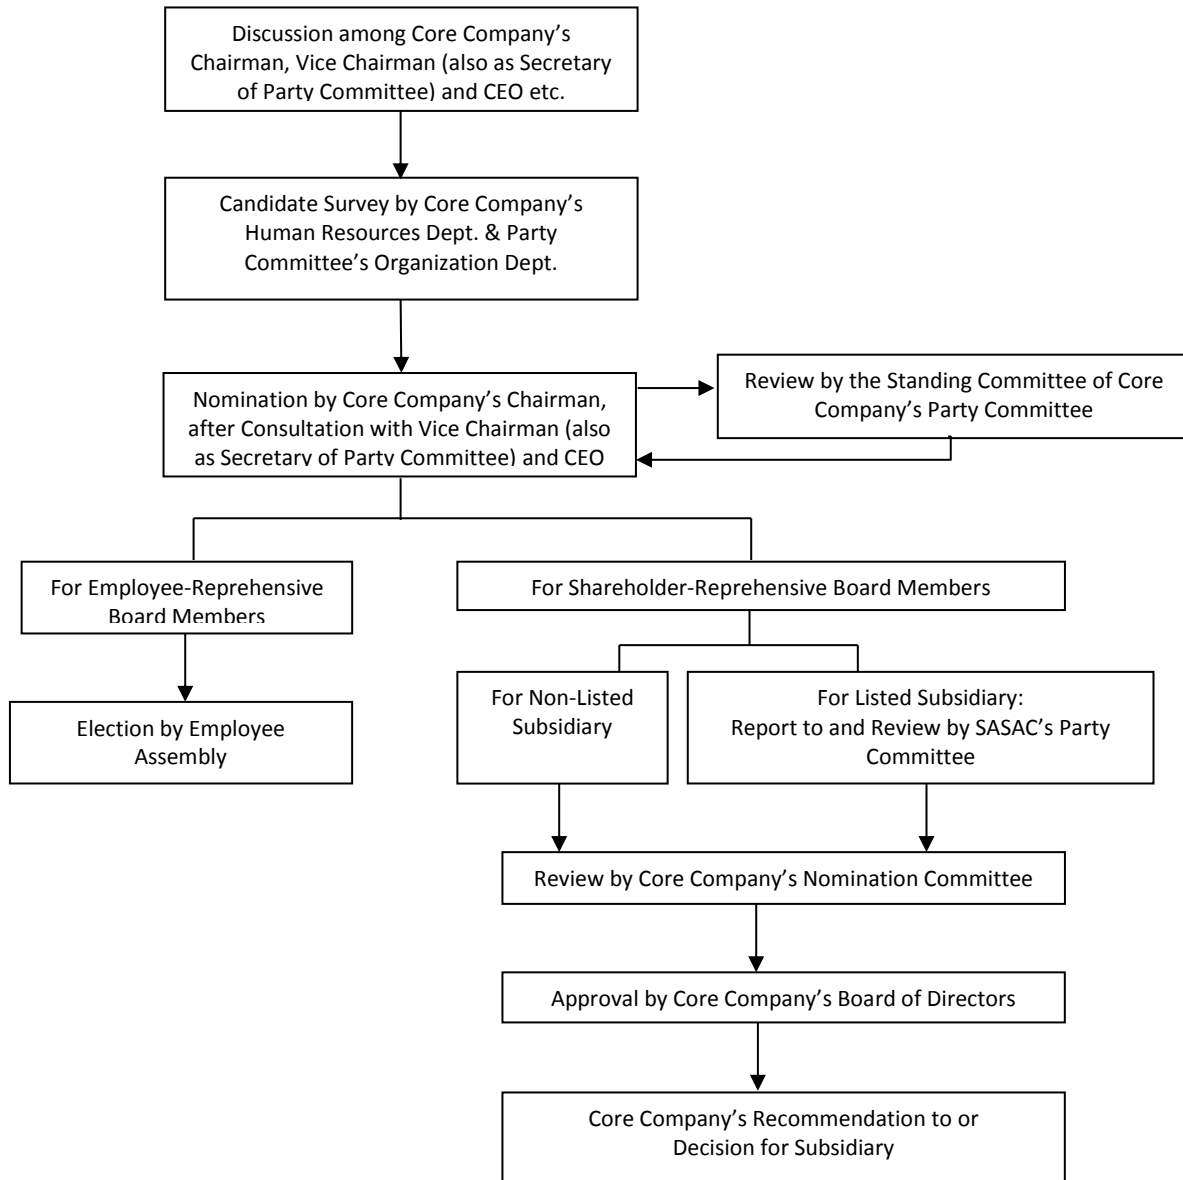 Discussion among Core Company’s
Chairman, Vice Chairman (also as Secretary
of Party Committee) and CEO etc.
Candidate Survey by Core Company’s
Human Resources Dept. & Party
Committee’s Organization Dept.
Nomination by Core Company’s Chairman,
after Consultation with Vice Chairman (also
as Secretary of Party Committee) and CEO
Review by the Standing Committee of Core
Company’s Party Committee
For Employee-Reprehensive
Board Members
For Shareholder-Reprehensive Board Members
Election by Employee
Assembly
For Non-Listed
Subsidiary
For Listed Subsidiary:
Report to and Review by SASAC’s Party
Committee
Review by Core Company’s Nomination Committee
Approval by Core Company’s Board of Directors
Core Company’s Recommendation to or
Decision for Subsidiary